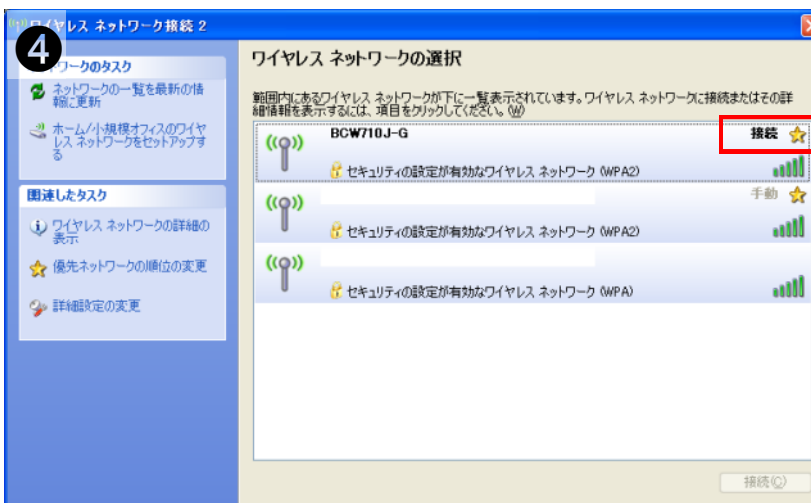 ワイヤレス ネットワーク接続 2
4
ネットワークのタスク
ネットワークの一覧を最新の情
報に更新
ホーム/小規模オフィスのワイヤ
レス ネットワークをセットアップす
る
関連したタスク
ワイヤレス ネットワークの詳細の
表示
優先ネットワークの順位の変更
詳細設定の変更
ワイヤレス ネットワークの選択
範囲内にあるワイヤレス ネットワークが下に一覧表示されています。ワイヤレス ネットワークに接続またはその詳
細情報を表示するには、項目をクリックしてください。(W)
BCW710J-G
接続
セキュリティの設定が有効なワイヤレス ネットワーク (WPA2)
手動
セキュリティの設定が有効なワイヤレス ネットワーク (WPA2)
セキュリティの設定が有効なワイヤレス ネットワーク (WPA)
接続(C)